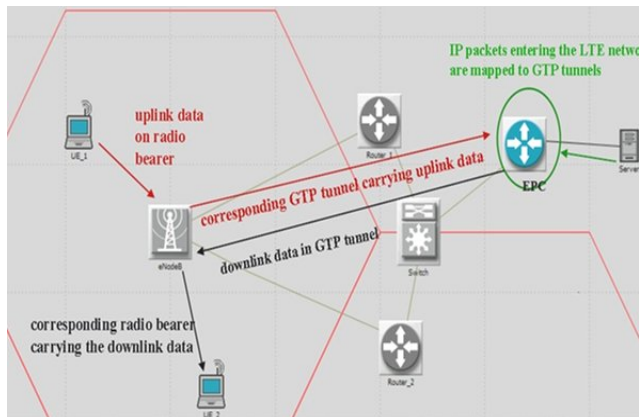 IP packets entering the LTE network
are mapped to GTP tunnels
uplink data
on radio
bearer
UE_1
Router_1
Server
EPC
corresponding GTP tunnel carrying uplink data
downlink data in GTP tunnel
eNodeB
Switch
corresponding radio bearer
carrying the downlink data
Router_2
UE_2